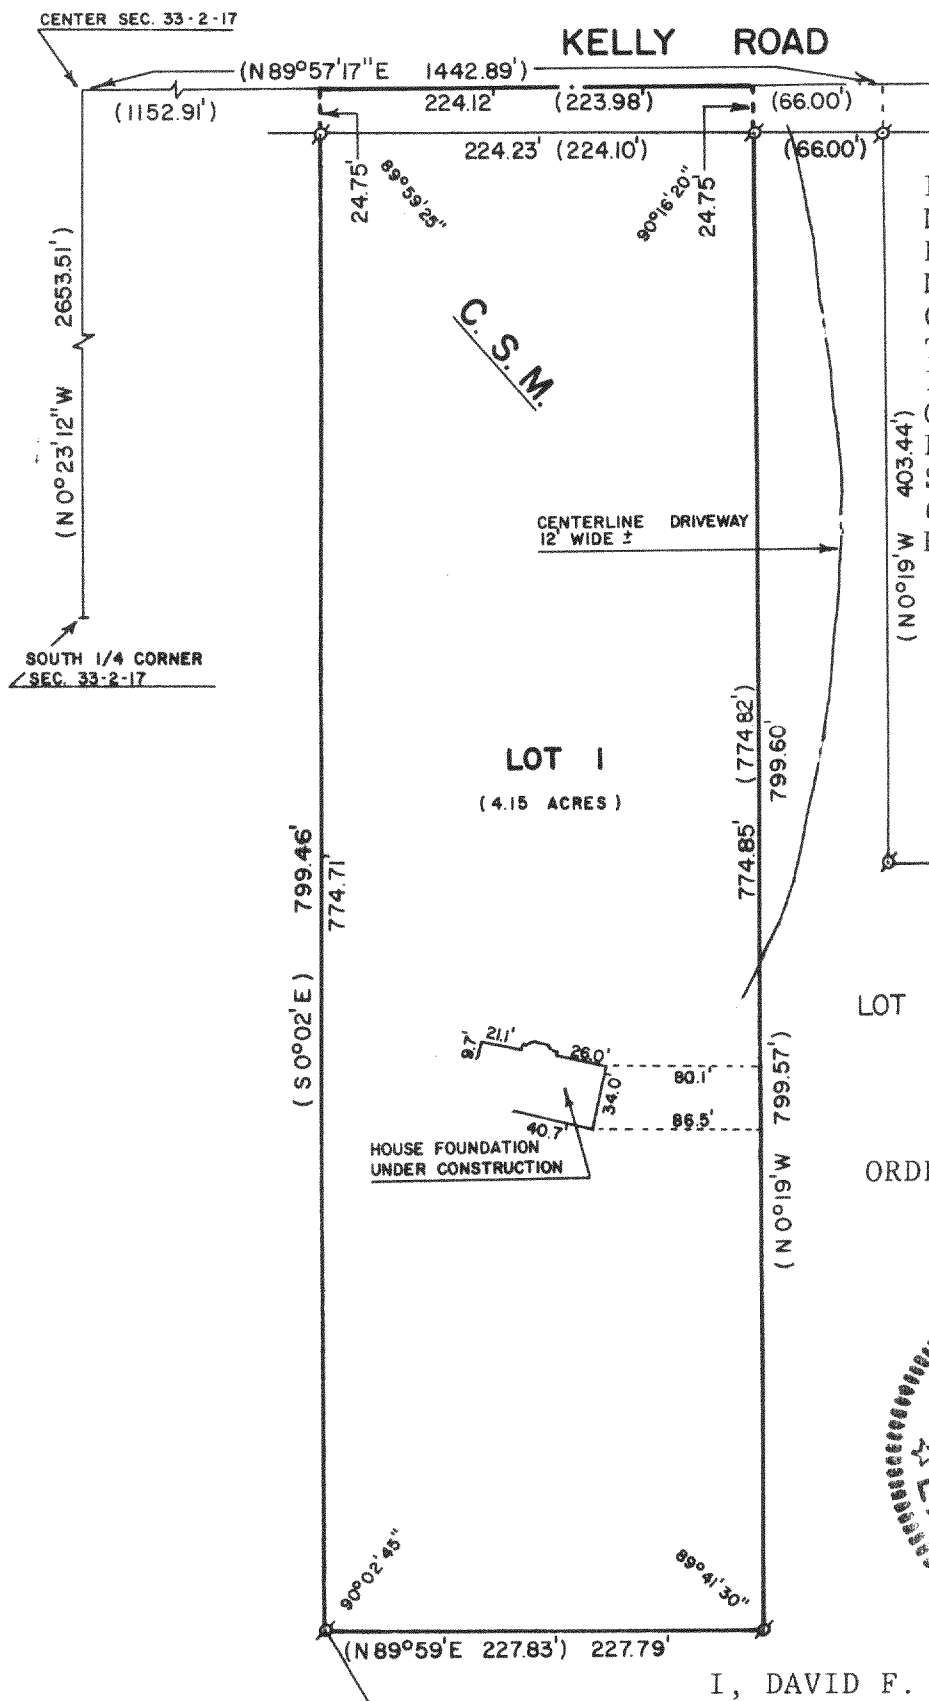 CENTER SEC. 33-2-17
KELLY ROAD
(N89°57'17"E 1442.89')
(1152.91')
224.12' (223.98')
(66.00')
224.23' (224.10')
(66.00')
24.75'
89°59'25"
90°16'20"
24.75'
(N0°23'12"W 2653.51')
C. S. M.
(N0°19'W 403.44')
CENTERLINE DRIVEWAY
12' WIDE ±
SOUTH 1/4 CORNER
SEC. 33-2-17
LOT 1
(4.15 ACRES)
(774.82')
774.85'
799.60'
(S0°02'E) 799.46'
774.71'
LOT
9.7'
21.1'
26.0'
34.0'
40.7'
80.1'
86.5'
(N0°19'W 799.57')
HOUSE FOUNDATION
UNDER CONSTRUCTION
90°02'45"
89°41'30"
(N89°59'E 227.83') 227.79'
I, DAVID F.